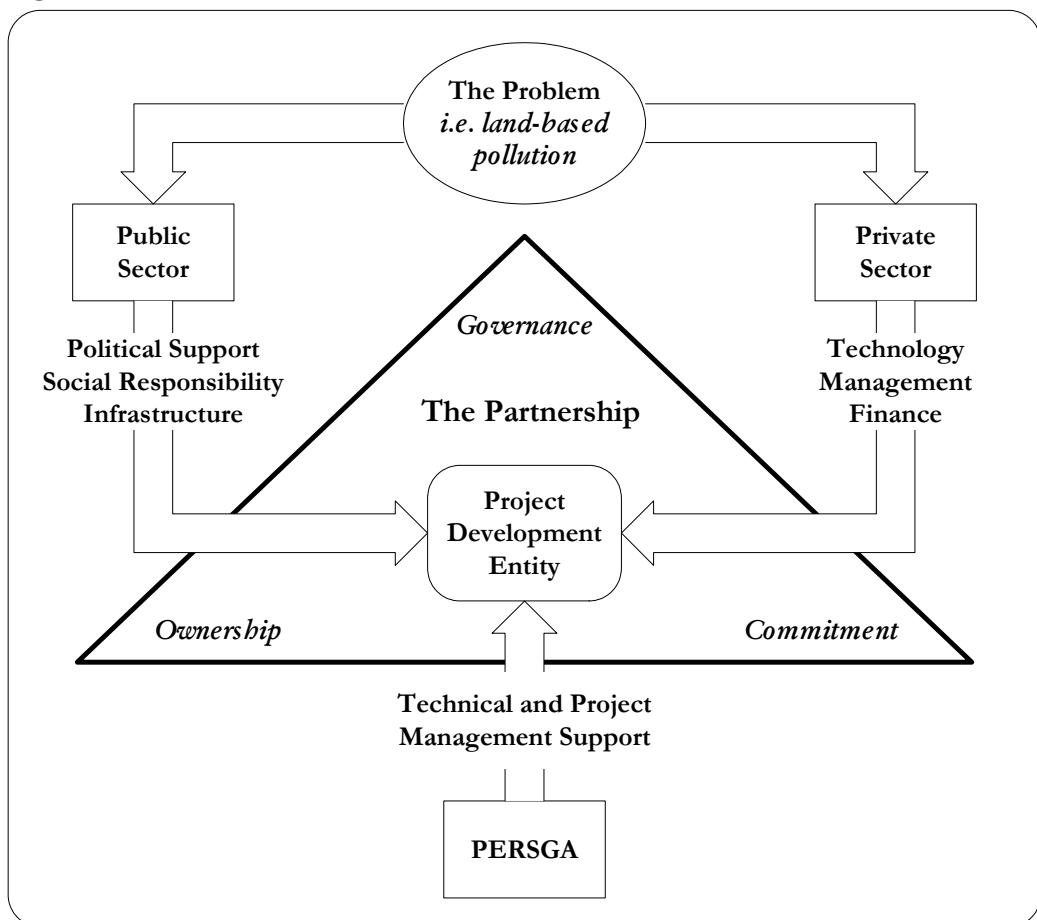 The Problem
i.e. land-based
pollution
Public
Sector
Private
Sector
Governance
Political Support
Social Responsibility
Infrastructure
Technology
Management
Finance
The Partnership
Project
Development
Entity
Ownership
Commitment
Technical and Project
Management Support
PERSGA